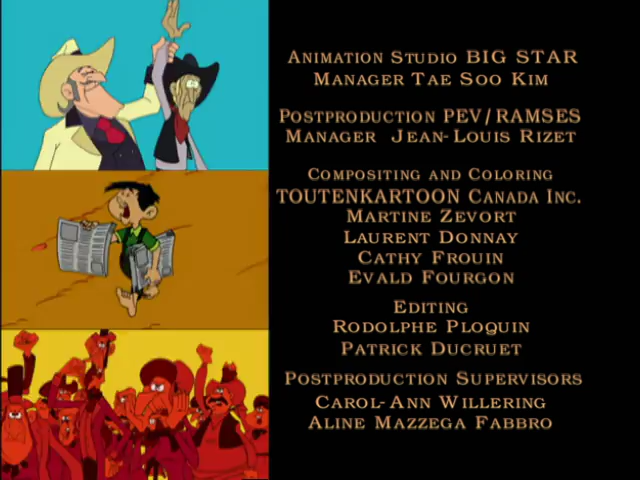 Animation Studio BIG STAR
Manager Tae Soo Kim
Postproduction PEV/RAMSES
Manager Jean-Louis Rizet
Compositing and Coloring
TOUTENKARTOON Canada Inc.
Martine Zevort
Laurent Donnay
Cathy Frouin
Evald Fourgon
Editing
Rodolphe Ploquin
Patrick Ducruet
Postproduction Supervisors
Carol-Ann Willering
Aline Mazzega Fabbro